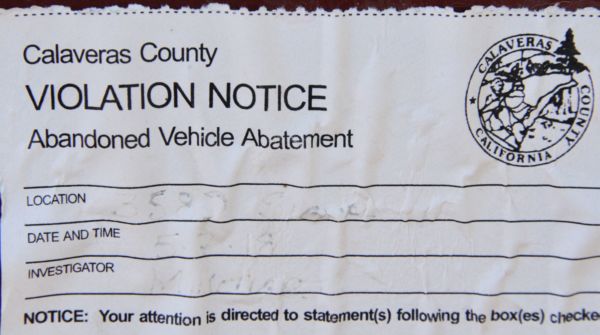 Calaveras County
VIOLATION NOTICE
Abandoned Vehicle Abatement
CALAVERAS COUNTY
CALIFORNIA
LOCATION
DATE AND TIME
INVESTIGATOR
NOTICE: Your attention is directed to statement(s) following the box(es) checke